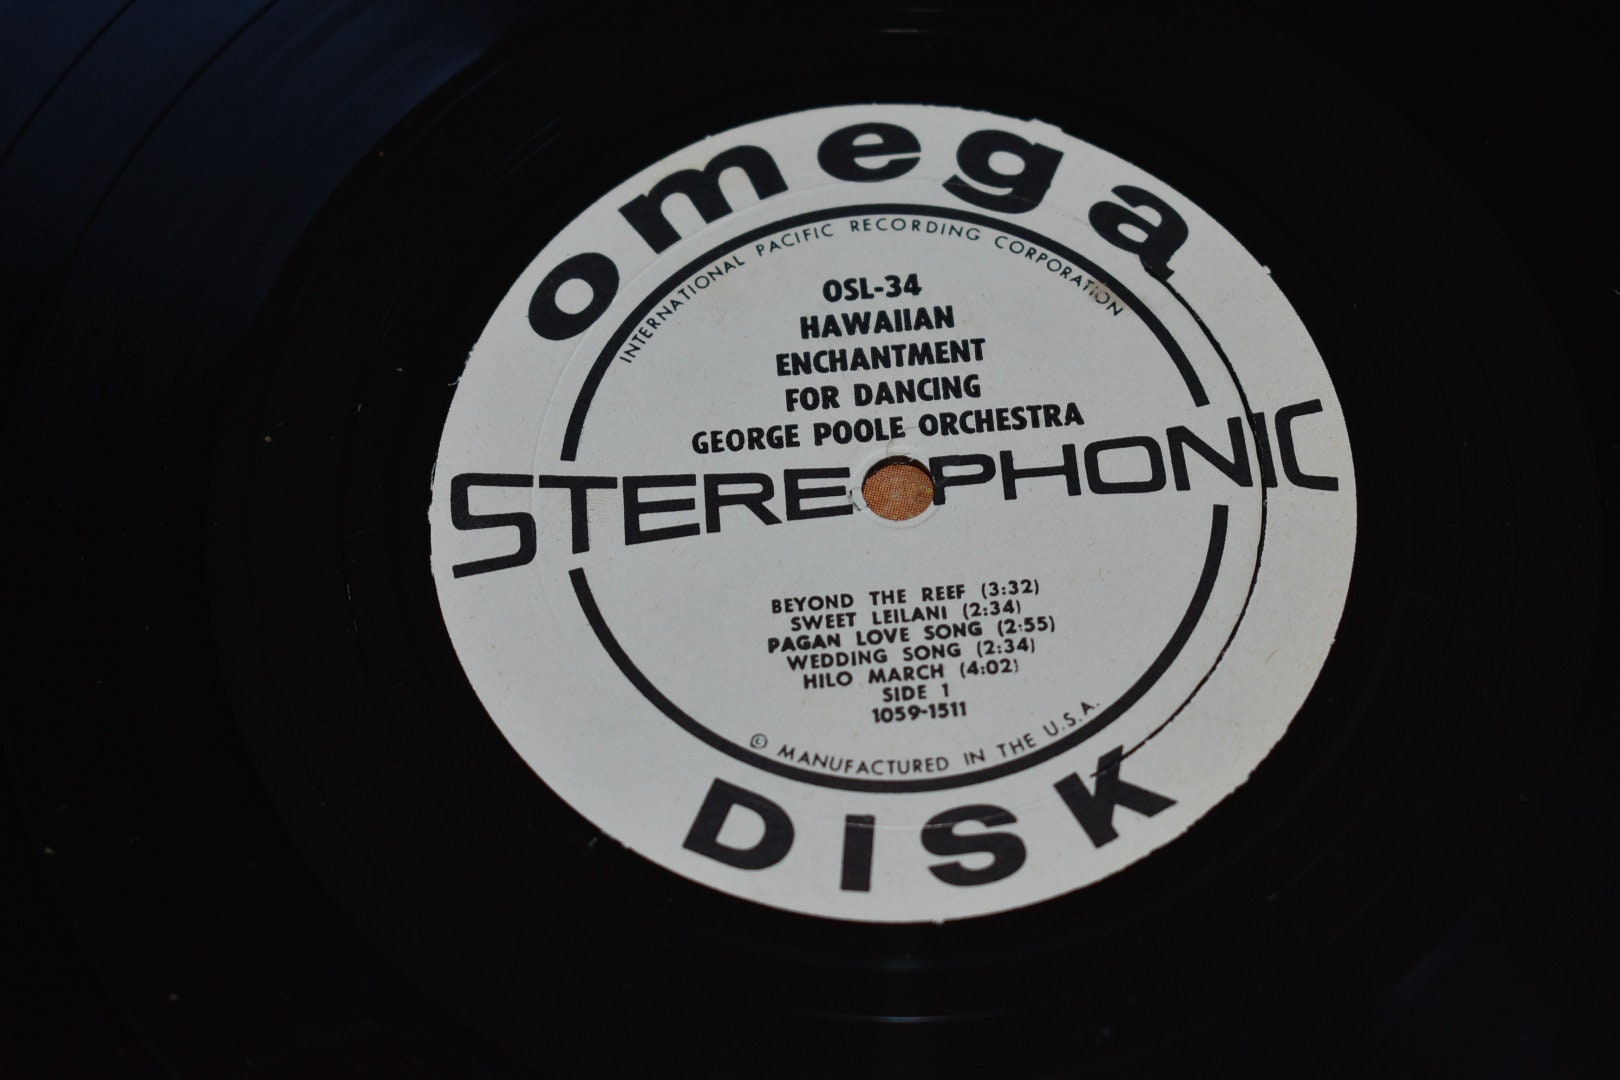 omega
INTERNATIONAL PACIFIC RECORDING CORPORATION
OSL-34
HAWAIIAN
ENCHANTMENT
FOR DANCING
GEORGE POOLE ORCHESTRA
STEREOPHONIC
BEYOND THE REEF (3:32)
SWEET LEILANI (2:34)
PAGAN LOVE SONG (2:55)
WEDDING SONG (2:34)
HILO MARCH (4:02)
SIDE 1
1059-1511
© MANUFACTURED IN THE U.S.A.
DISK